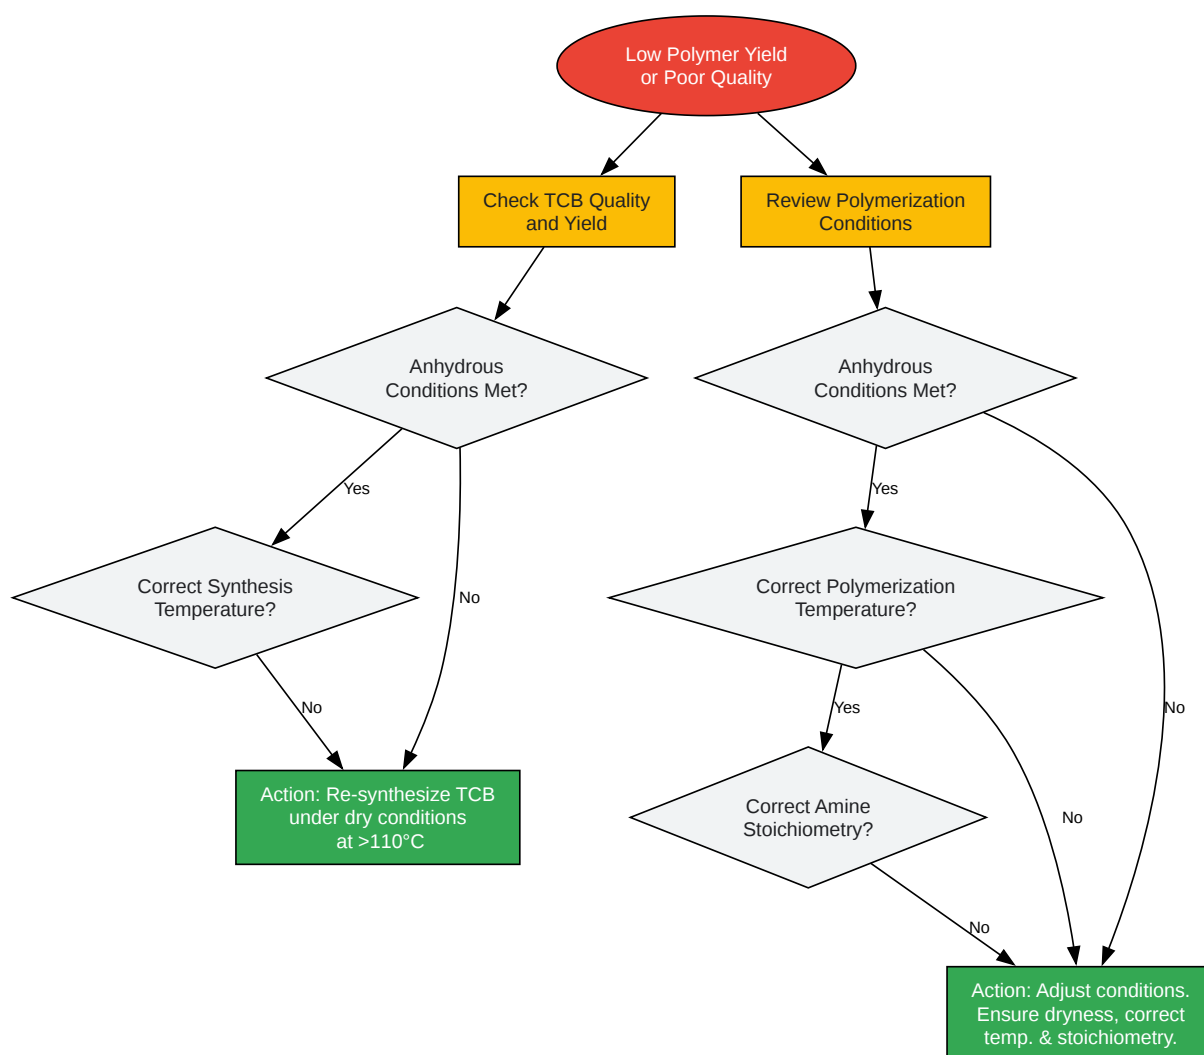 Low Polymer Yield
or Poor Quality
Check TCB Quality
and Yield
Review Polymerization
Conditions
Anhydrous
Conditions Met?
Anhydrous
Conditions Met?
Yes
Yes
Correct Synthesis
Temperature?
No
Correct Polymerization
Temperature?
No
Yes
No
Action: Re-synthesize TCB
under dry conditions
at >110°C
Correct Amine
Stoichiometry?
No
No
Action: Adjust conditions.
Ensure dryness, correct
temp. & stoichiometry.